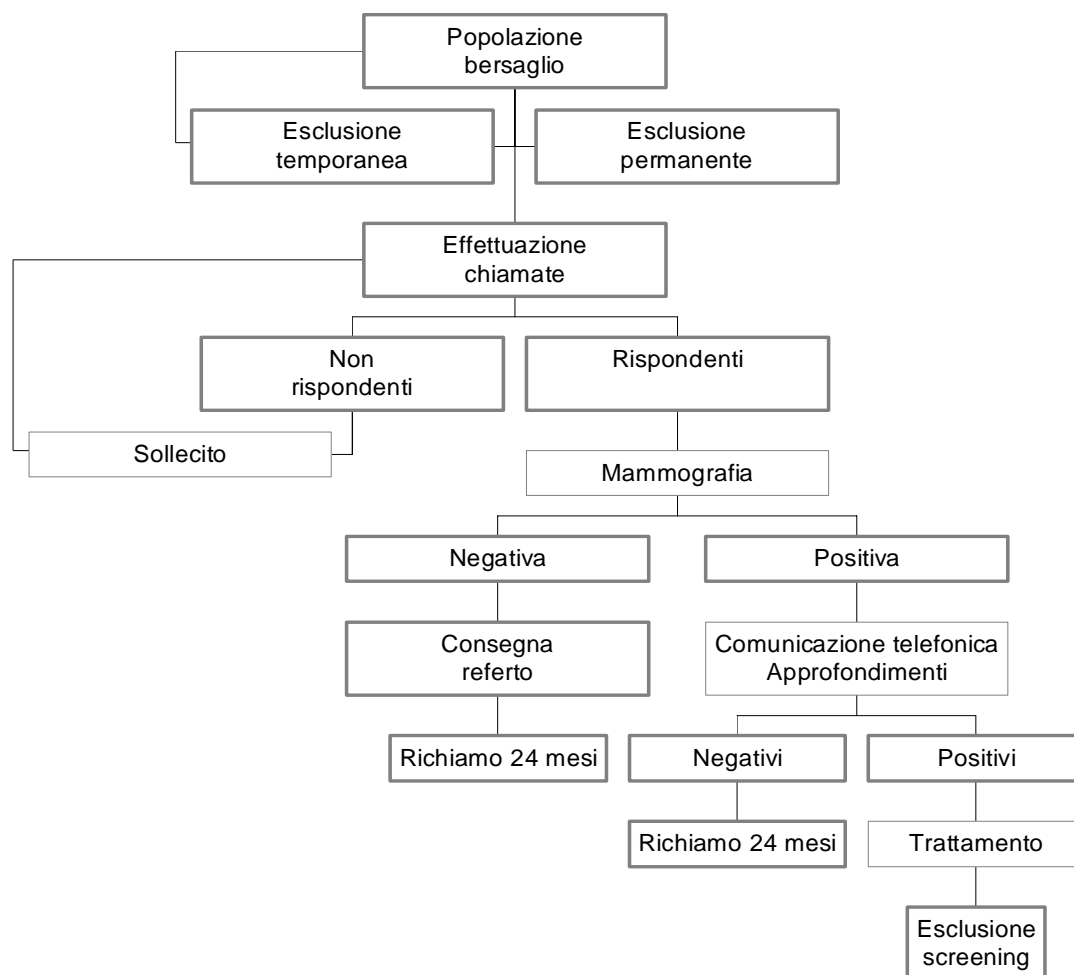 Popolazione
bersaglio
Esclusione
temporanea
Esclusione
permanente
Effettuazione
chiamate
Non
rispondenti
Rispondenti
Sollecito
Mammografia
Negativa
Positiva
Consegna
referto
Comunicazione telefonica
Approfondimenti
Richiamo 24 mesi
Negativi
Positivi
Richiamo 24 mesi
Trattamento
Esclusione
screening